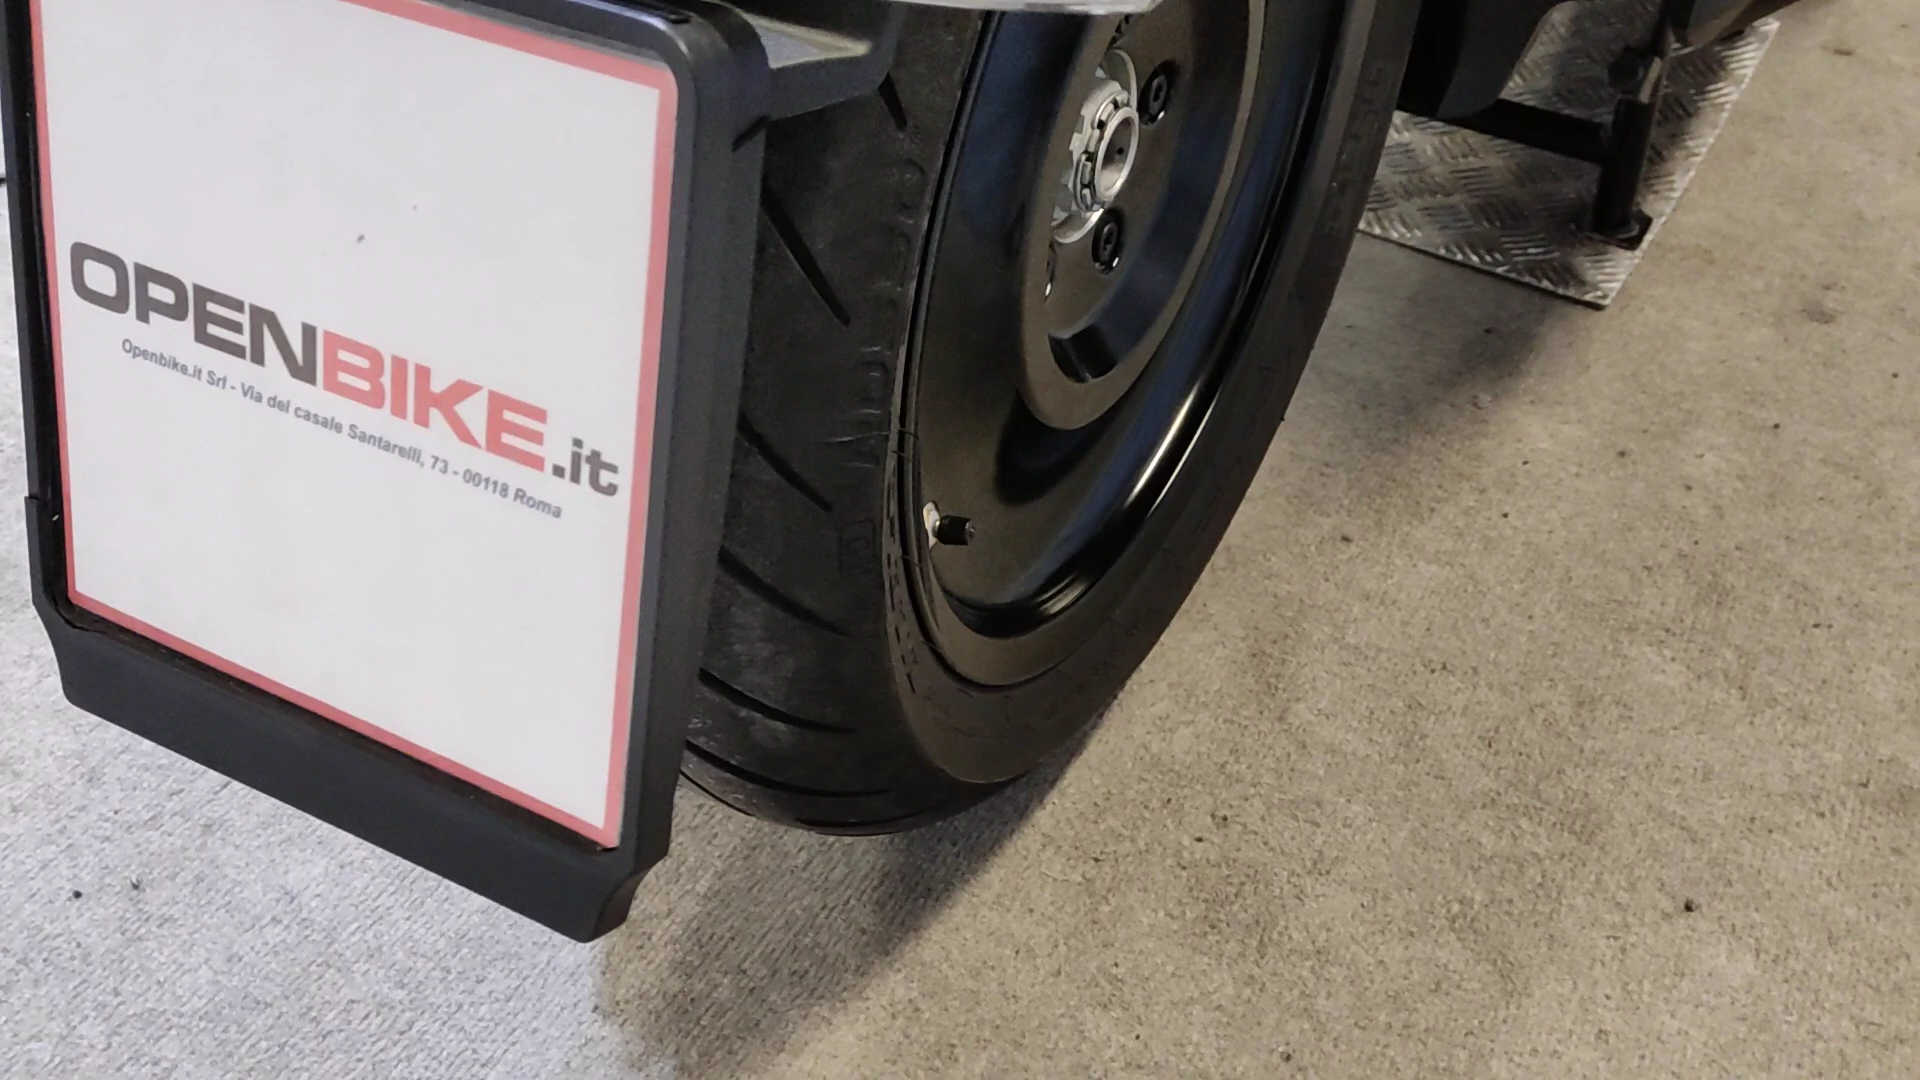 OPENBIKE.it
Openbike.it Srl - Via del casale Santarelli, 73 - 00118 Roma